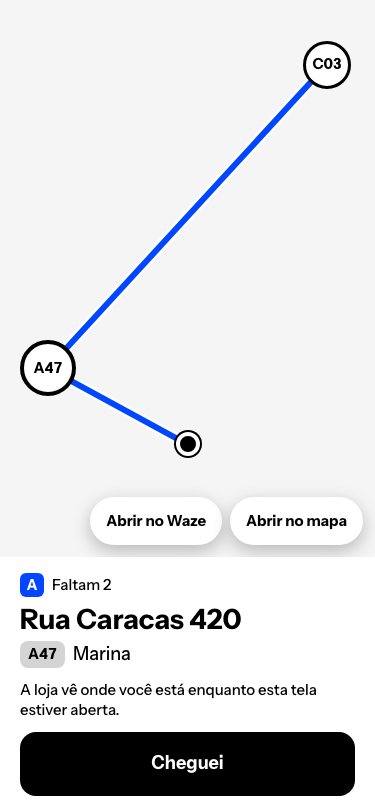 C03
A47
Abrir no Waze
Abrir no mapa
A Faltam 2
Rua Caracas 420
A47 Marina
A loja vê onde você está enquanto esta tela
estiver aberta.
Cheguei